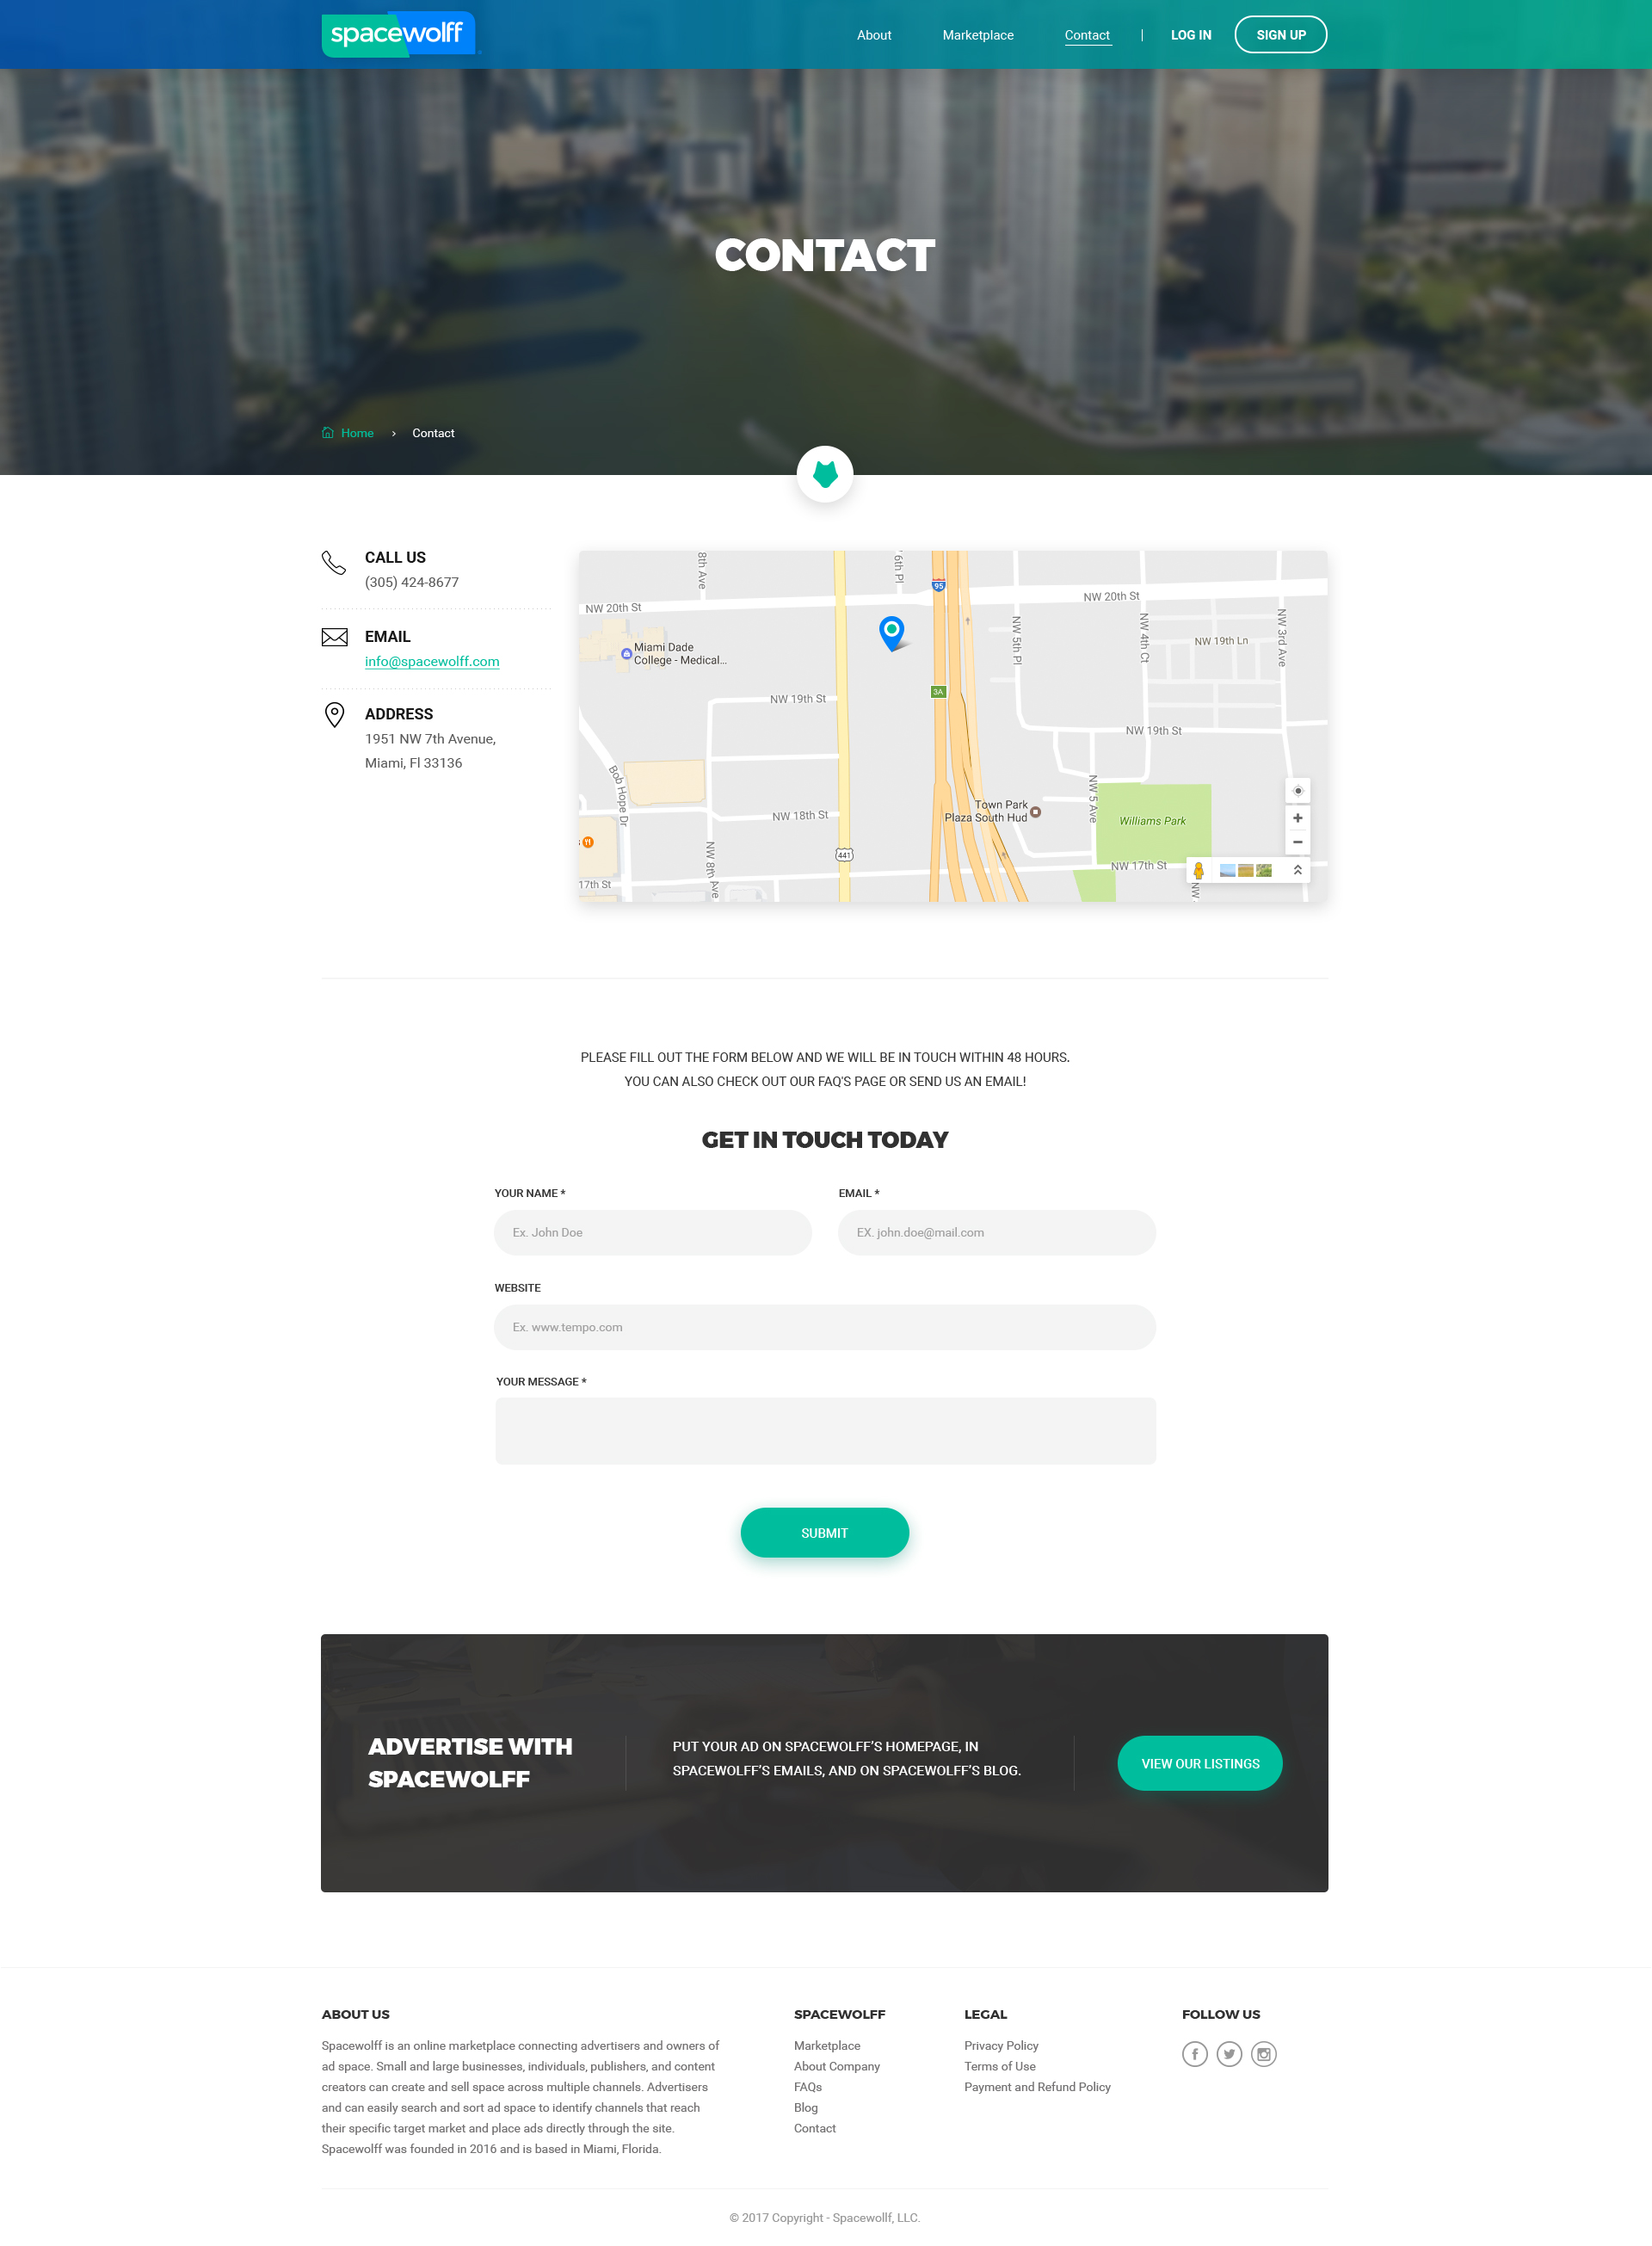 spacewolff
About Marketplace Contact | LOG IN SIGN UP
CONTACT
Home › Contact
CALL US
(305) 424-8677
EMAIL
info@spacewolff.com
ADDRESS
1951 NW 7th Avenue,
Miami, Fl 33136
8th Ave
6th Pl
95
NW 20th St
NW 20th St
NW 5th Pl
NW 4th Ct
NW 19th Ln
NW 3rd Ave
Miami Dade
College - Medical...
3A
NW 19th St
NW 19th St
Bob Hope Dr
NW 5 Ave
Town Park
Plaza South Hud
NW 18th St
Williams Park
441
NW 8th Ave
NW 17th St
17th St
NW
PLEASE FILL OUT THE FORM BELOW AND WE WILL BE IN TOUCH WITHIN 48 HOURS.
YOU CAN ALSO CHECK OUT OUR FAQ'S PAGE OR SEND US AN EMAIL!
GET IN TOUCH TODAY
YOUR NAME * EMAIL *
Ex. John Doe EX. john.doe@mail.com
WEBSITE
Ex. www.tempo.com
YOUR MESSAGE *
SUBMIT
ADVERTISE WITH
SPACEWOLFF
PUT YOUR AD ON SPACEWOLFF’S HOMEPAGE, IN
SPACEWOLFF’S EMAILS, AND ON SPACEWOLFF’S BLOG.
VIEW OUR LISTINGS
ABOUT US
Spacewolff is an online marketplace connecting advertisers and owners of
ad space. Small and large businesses, individuals, publishers, and content
creators can create and sell space across multiple channels. Advertisers
and can easily search and sort ad space to identify channels that reach
their specific target market and place ads directly through the site.
Spacewolff was founded in 2016 and is based in Miami, Florida.
SPACEWOLFF
Marketplace
About Company
FAQs
Blog
Contact
LEGAL
Privacy Policy
Terms of Use
Payment and Refund Policy
FOLLOW US
© 2017 Copyright - Spacewollf, LLC.